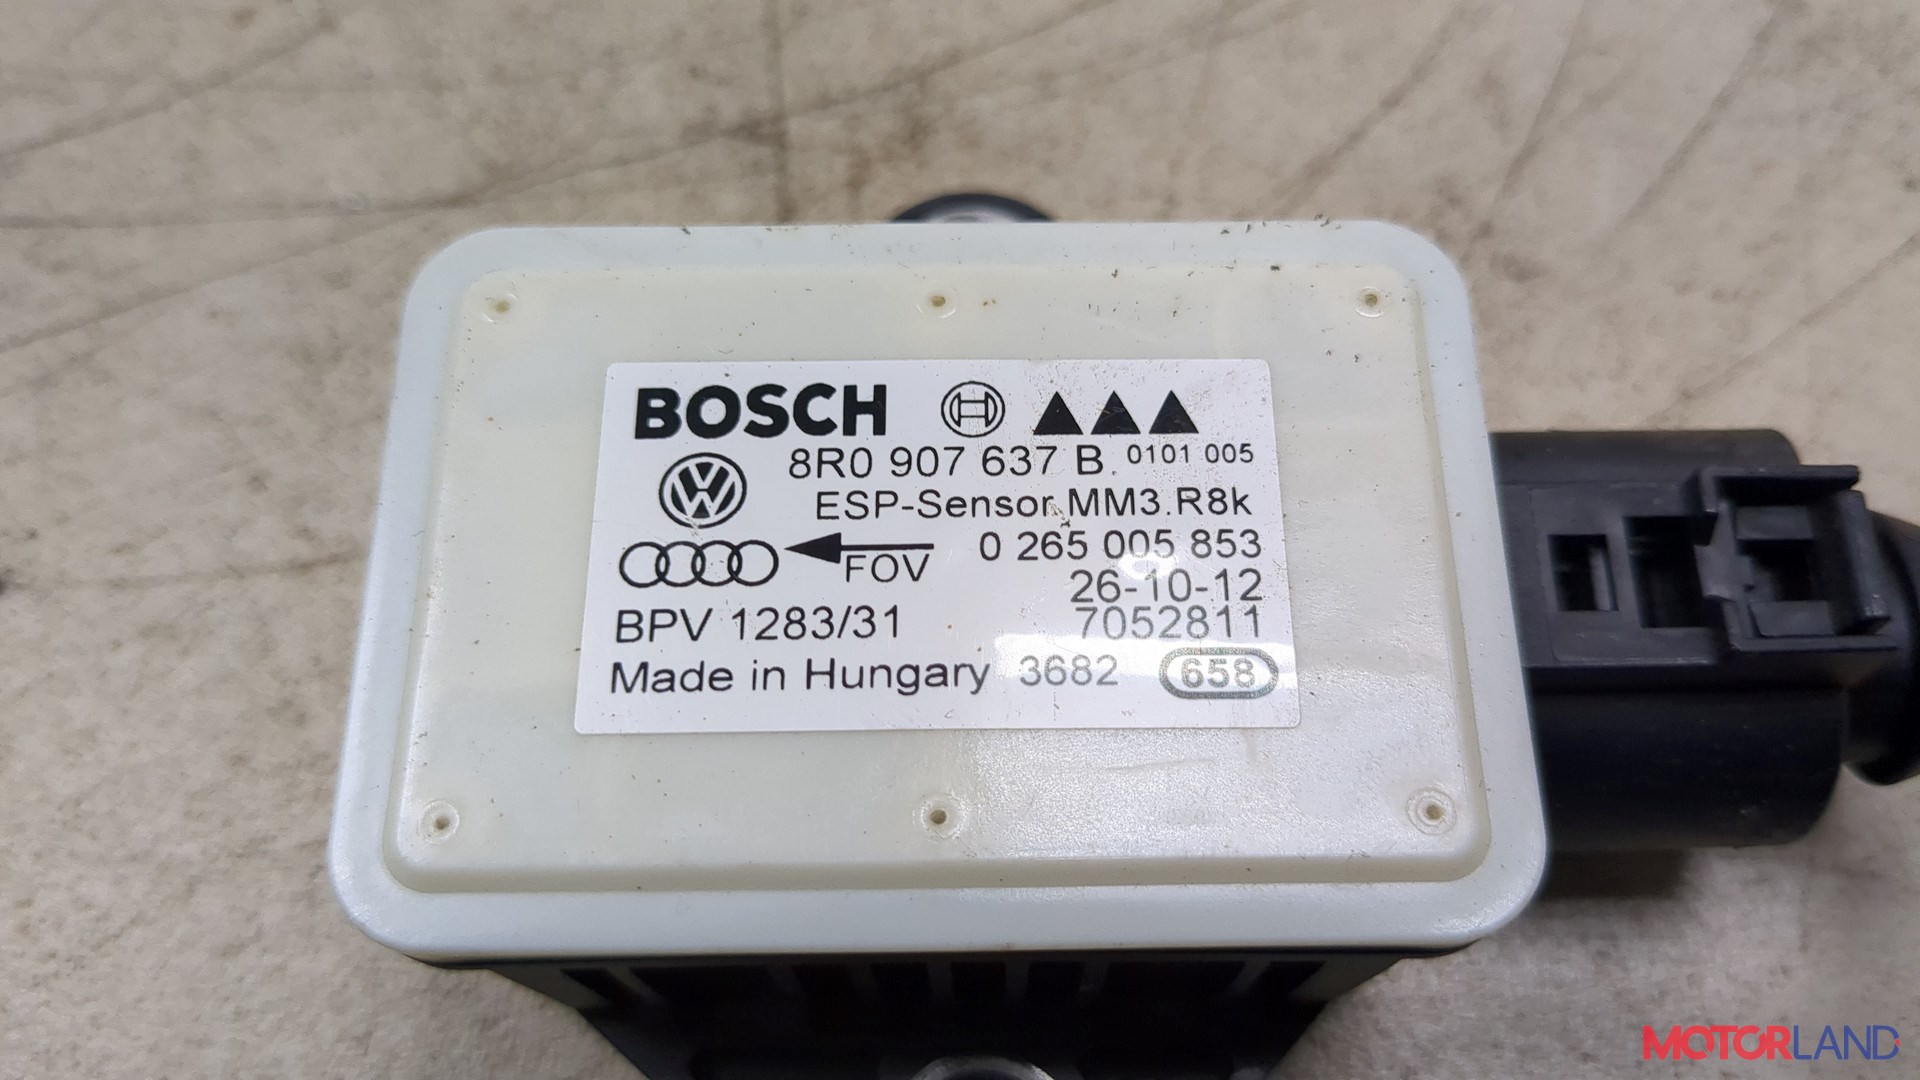 BOSCH
8R0 907 637 B 0101 005
ESP-Sensor MM3.R8k
0 265 005 853
FOV
26-10-12
BPV 1283/31 7052811
Made in Hungary 3682 658
MOTORLAND